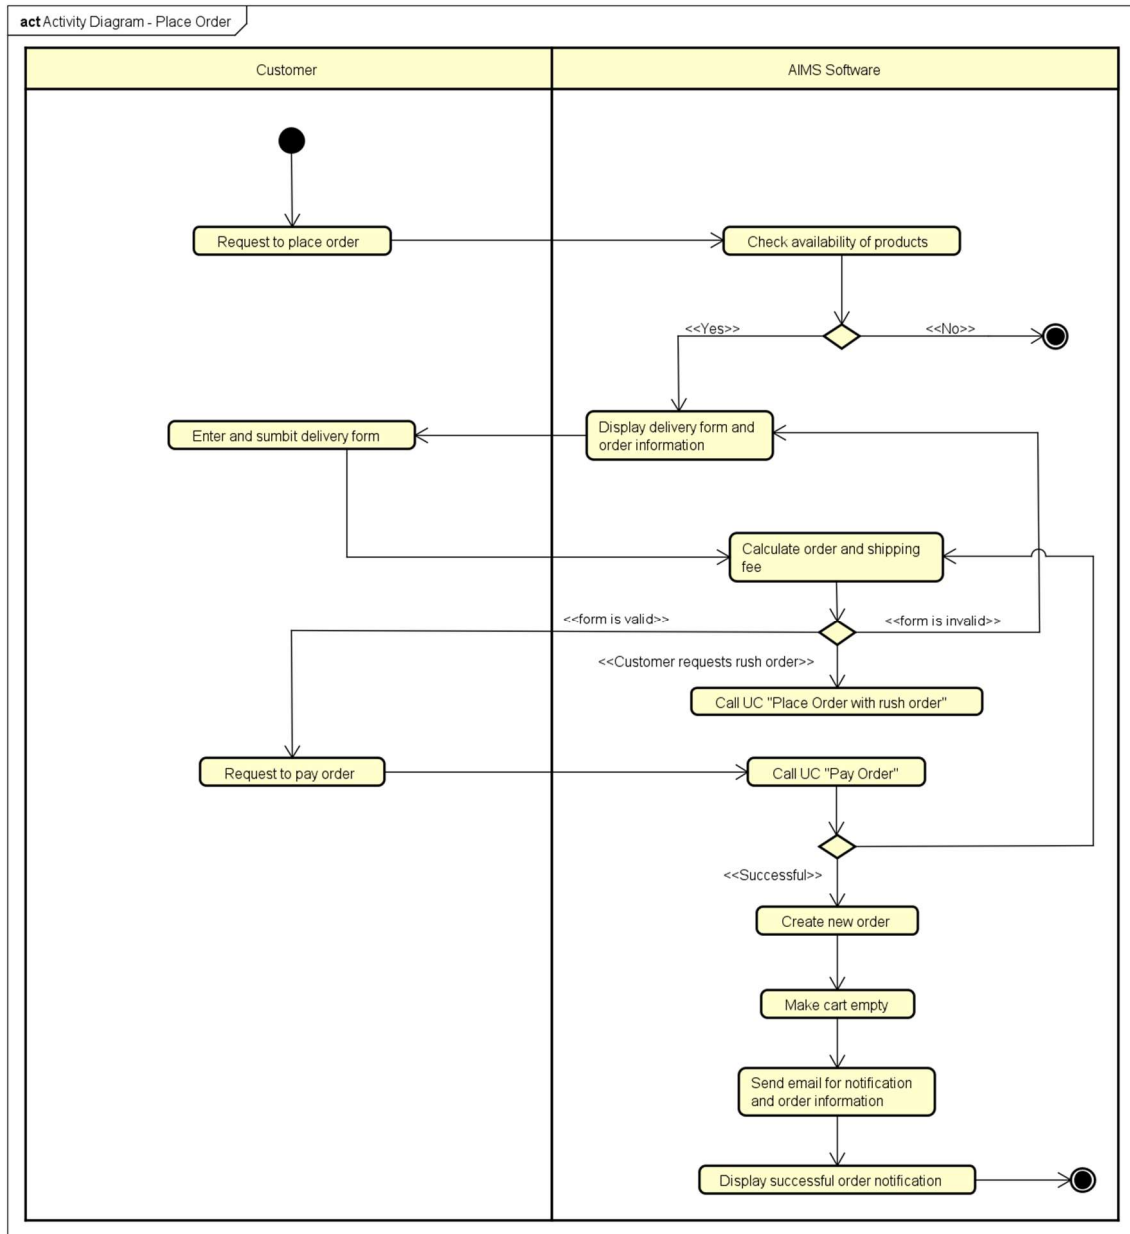 act Activity Diagram - Place Order
Customer
AIMS Software
Request to place order
Check availability of products
<<Yes>>
<<No>>
Enter and sumbit delivery form
Display delivery form and
order information
Calculate order and shipping
fee
<<form is valid>>
<<form is invalid>>
<<Customer requests rush order>>
Call UC "Place Order with rush order"
Request to pay order
Call UC "Pay Order"
<<Successful>>
Create new order
Make cart empty
Send email for notification
and order information
Display successful order notification